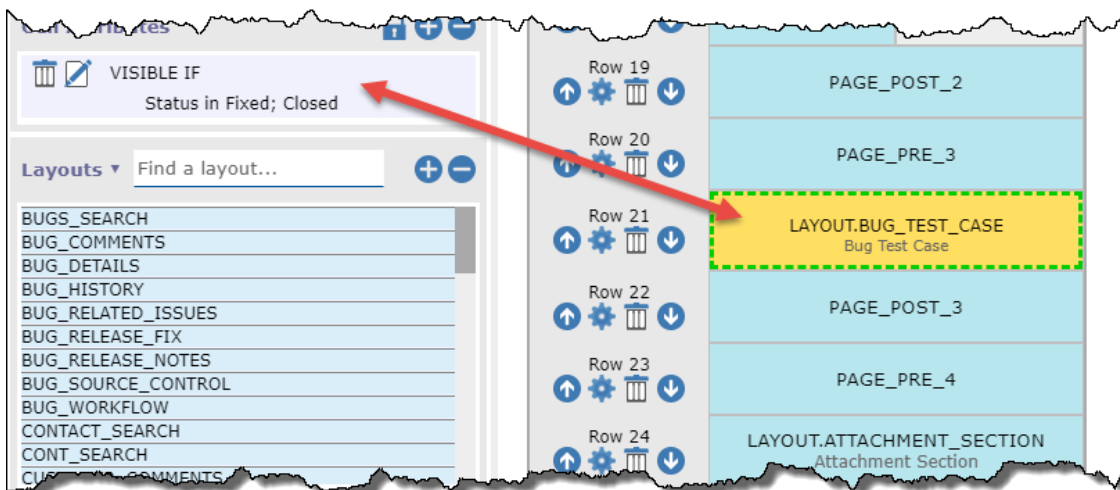 VISIBLE IF
Status in Fixed; Closed
Layouts
Find a layout...
BUGS_SEARCH
BUG_COMMENTS
BUG_DETAILS
BUG_HISTORY
BUG_RELATED_ISSUES
BUG_RELEASE_FIX
BUG_RELEASE_NOTES
BUG_SOURCE_CONTROL
BUG_WORKFLOW
CONTACT_SEARCH
CONT_SEARCH
Row 19
PAGE_POST_2
Row 20
PAGE_PRE_3
Row 21
LAYOUT.BUG_TEST_CASE
Bug Test Case
Row 22
PAGE_POST_3
Row 23
PAGE_PRE_4
Row 24
LAYOUT.ATTACHMENT_SECTION
Attachment Section